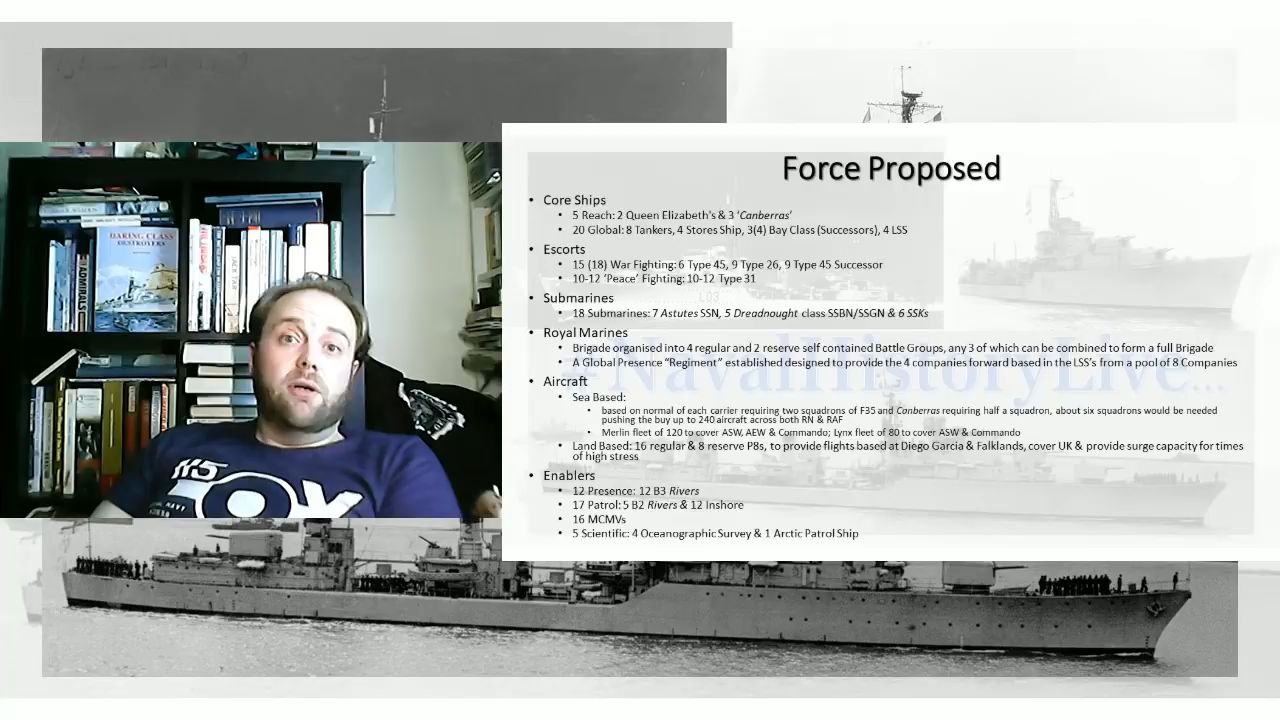 Force Proposed
• Core Ships
• 5 Reach: 2 Queen Elizabeth's & 3 'Canberras'
• 20 Global: 8 Tankers, 4 Stores Ship, 3(4) Bay Class (Successors), 4 LSS
• Escorts
• 15 (18) War Fighting: 6 Type 45, 9 Type 26, 9 Type 45 Successor
• 10-12 'Peace' Fighting: 10-12 Type 31
L03
• Submarines
• 18 Submarines: 7 Astutes SSN, 5 Dreadnought class SSBN/SSGN & 6 SSKs
• Royal Marines
• Brigade organised into 4 regular and 2 reserve self contained Battle Groups, any 3 of which can be combined to form a full Brigade
• A Global Presence "Regiment" established designed to provide the 4 companies forward based in the LSS's from a pool of 8 Companies
#NavalHistoryLive...
• Aircraft
• Sea Based:
• based on normal of each carrier requiring two squadrons of F35 and Canberras requiring half a squadron, about six squadrons would be needed
pushing the buy up to 240 aircraft across both RN & RAF
• Merlin fleet of 120 to cover ASW, AEW & Commando; Lynx fleet of 80 to cover ASW & Commando
• Land Based: 16 regular & 8 reserve P8s, to provide flights based at Diego Garcia & Falklands, cover UK & provide surge capacity for times
of high stress
• Enablers
• 12 Presence: 12 B3 Rivers
• 17 Patrol: 5 B2 Rivers & 12 Inshore
• 16 MCMVs
• 5 Scientific: 4 Oceanographic Survey & 1 Arctic Patrol Ship
DARING CLASS
DESTROYERS
ADMIRALS
JACK TAR